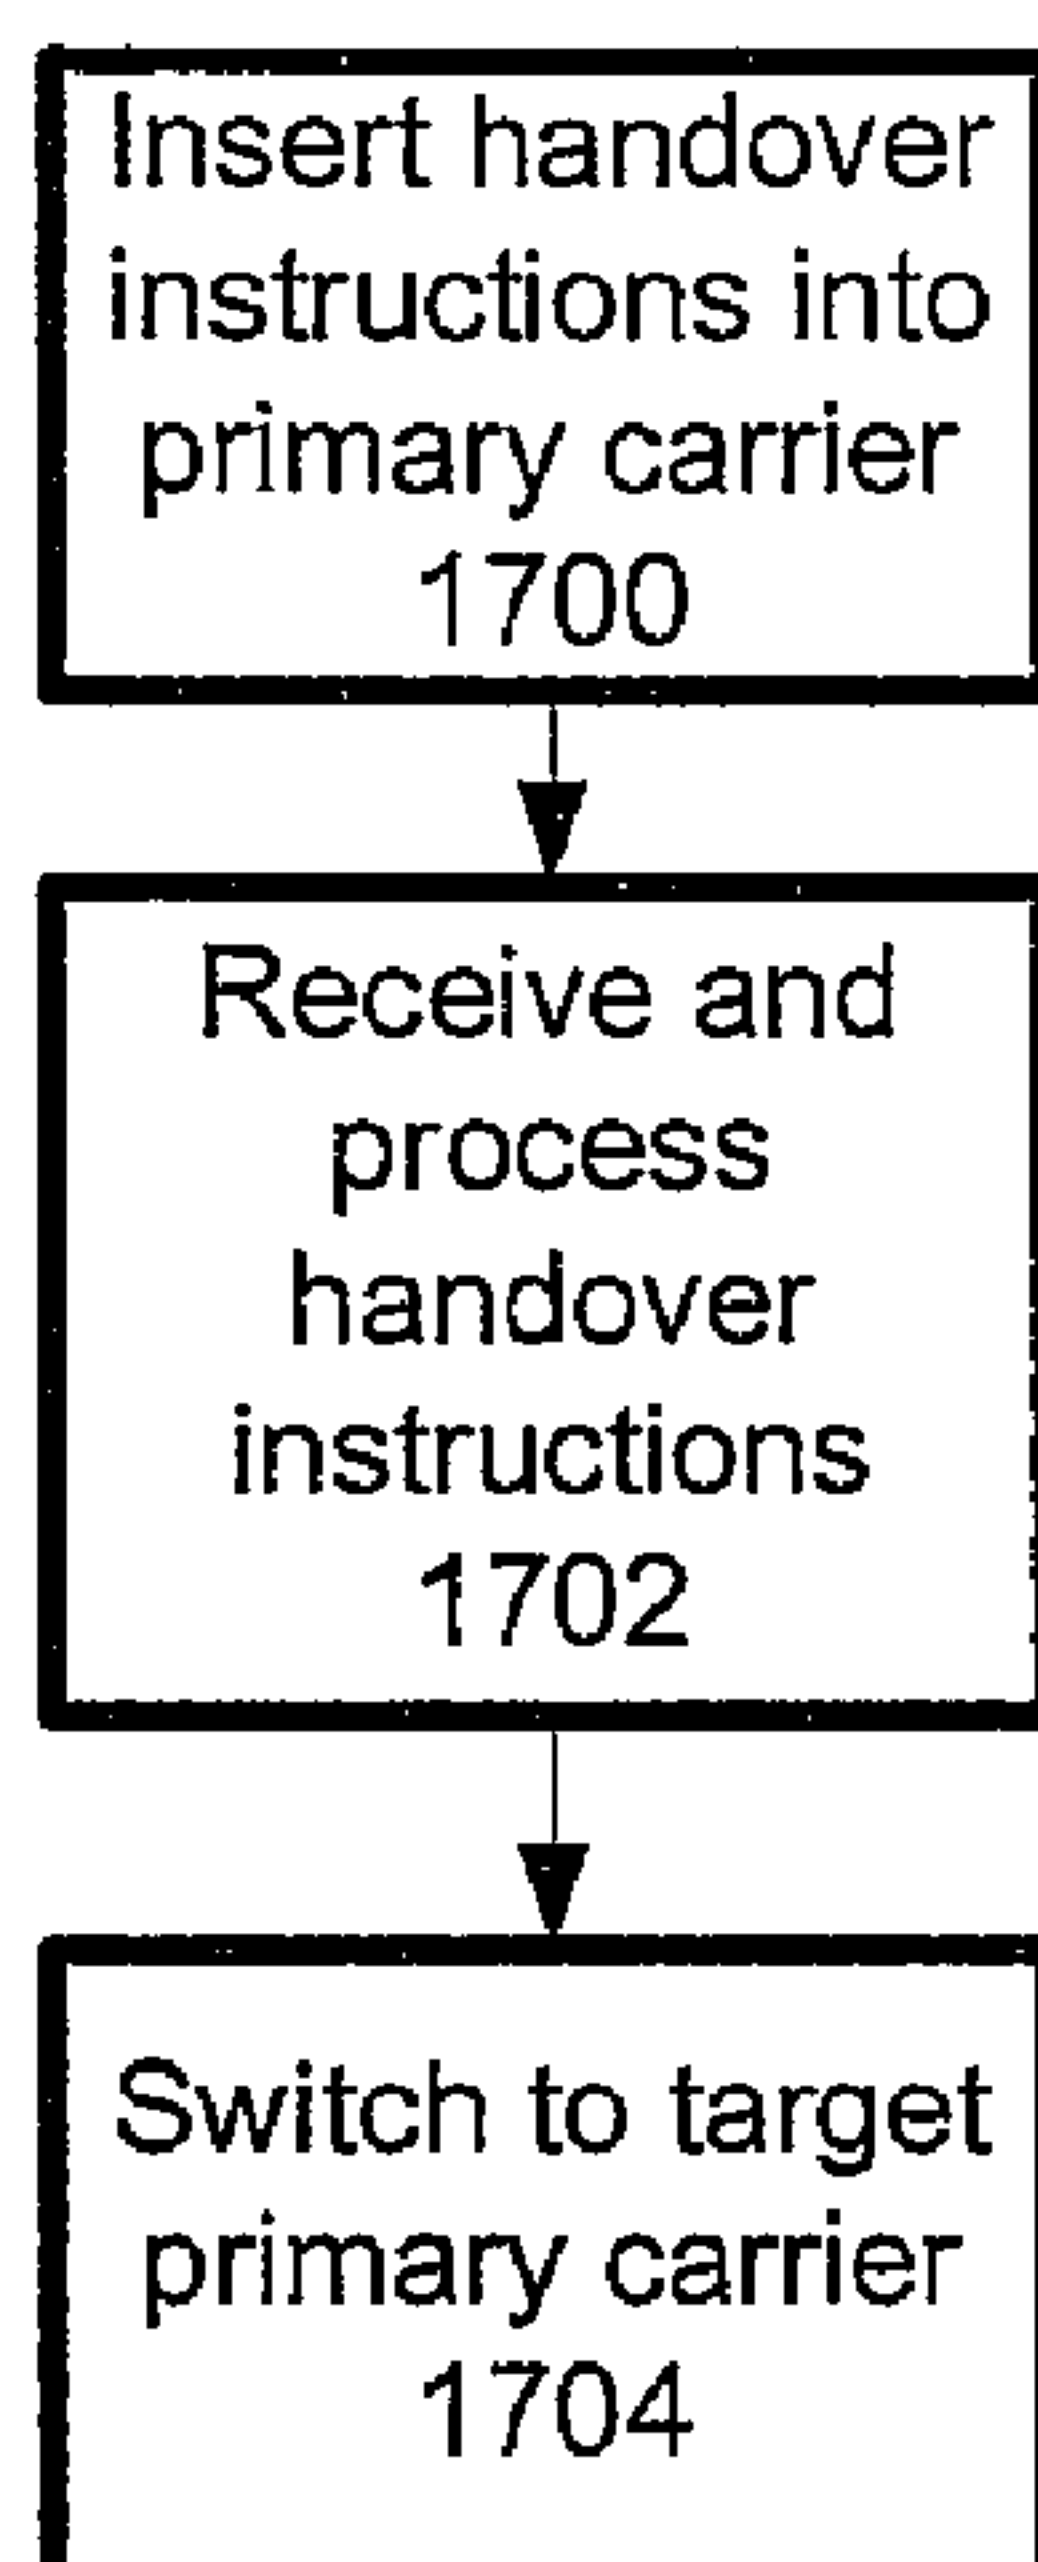 Insert handover
instructions into
primary carrier
1700
Receive and
process
handover
instructions
1702
Switch to target
primary carrier
1704